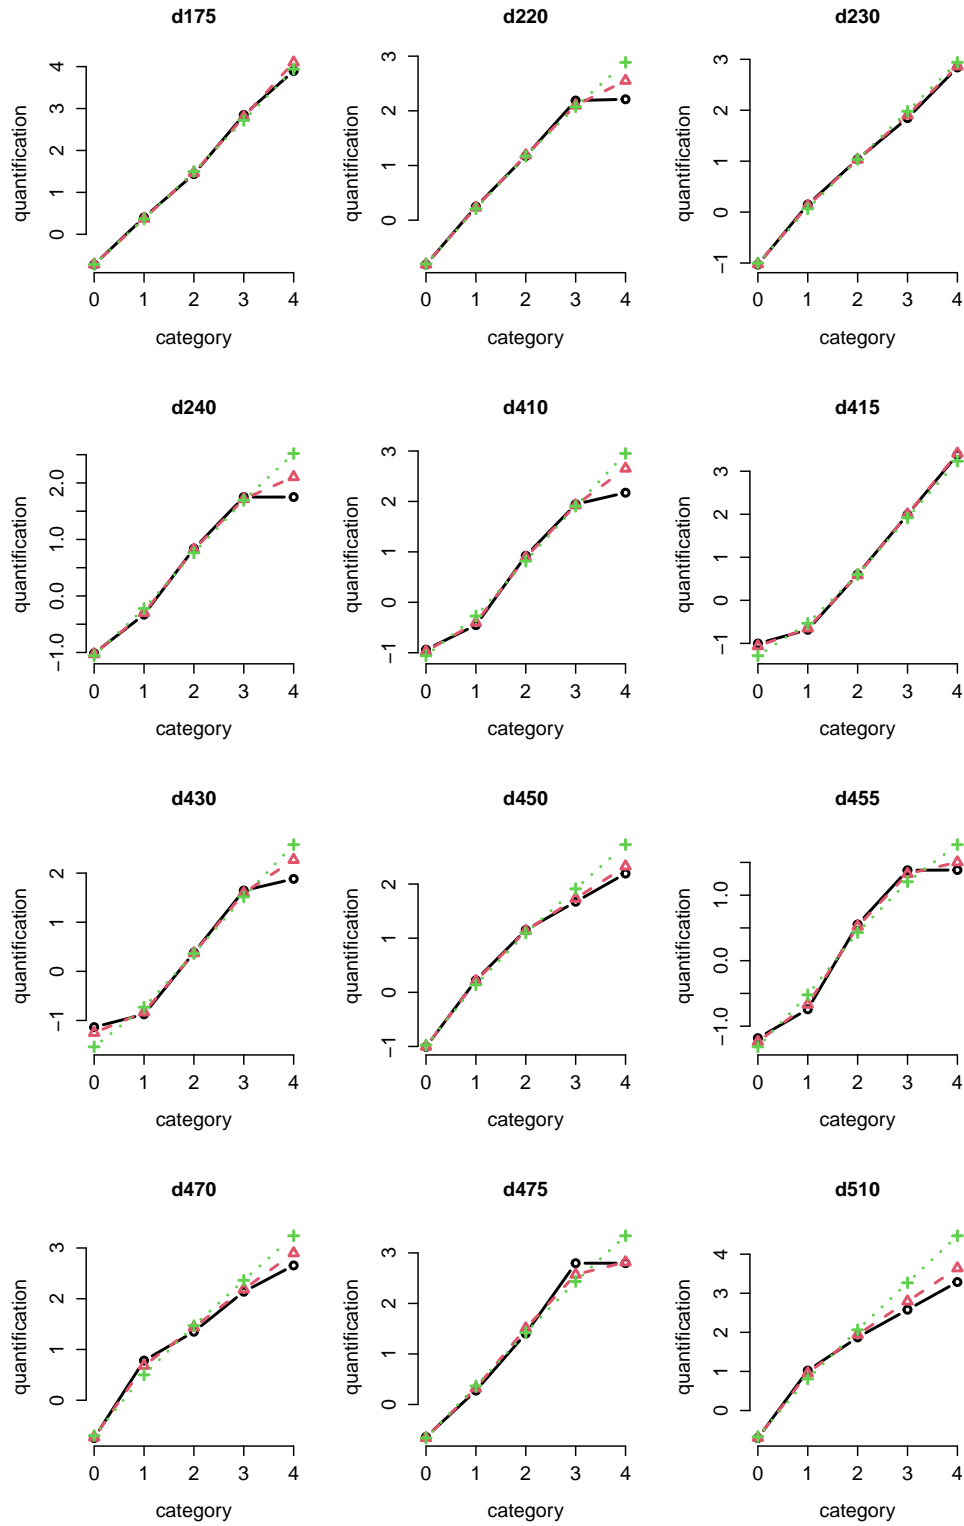 d175
quantification
0 1 2 3 4
0 1 2 3 4
category
d220
quantification
0 1 2 3
0 1 2 3 4
category
d230
quantification
−1 0 1 2 3
0 1 2 3 4
category
d240
quantification
−1.0 0.0 1.0 2.0
0 1 2 3 4
category
d410
quantification
−1 0 1 2 3
0 1 2 3 4
category
d415
quantification
−1 0 1 2 3
0 1 2 3 4
category
d430
quantification
−1 0 1 2
0 1 2 3 4
category
d450
quantification
−1 0 1 2
0 1 2 3 4
category
d455
quantification
−1.0 0.0 1.0
0 1 2 3 4
category
d470
quantification
0 1 2 3
0 1 2 3 4
category
d475
quantification
0 1 2 3
0 1 2 3 4
category
d510
quantification
0 1 2 3 4
0 1 2 3 4
category